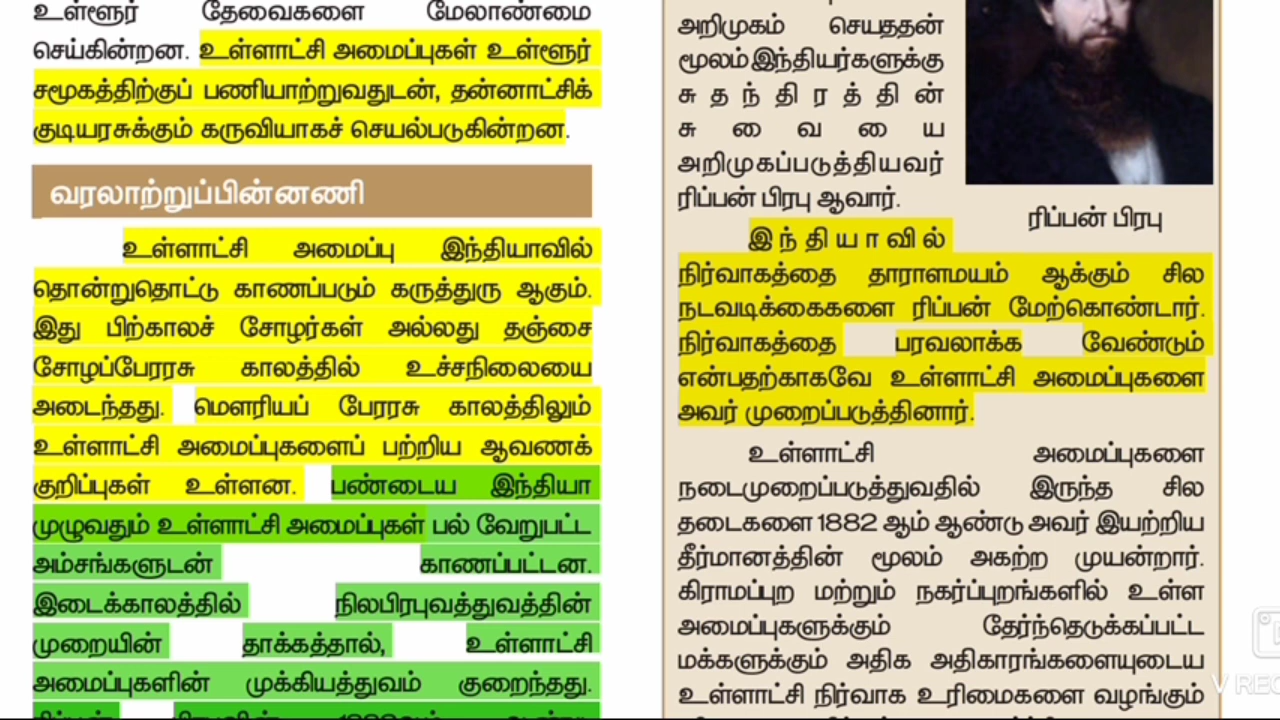 உள்ளூர் தேவைகளை மேலாண்மை
செய்கின்றன. உள்ளாட்சி அமைப்புகள் உள்ளூர்
சமூகத்திற்குப் பணியாற்றுவதுடன், தன்னாட்சிக்
குடியரசுக்கும் கருவியாகச் செயல்படுகின்றன.
வரலாற்றுப்பின்னணி
உள்ளாட்சி அமைப்பு இந்தியாவில்
தொன்றுதொட்டு காணப்படும் கருத்துரு ஆகும்.
இது பிற்காலச் சோழர்கள் அல்லது தஞ்சை
சோழப்பேரரசு காலத்தில் உச்சநிலையை
அடைந்தது. மௌரியப் பேரரசு காலத்திலும்
உள்ளாட்சி அமைப்புகளைப் பற்றிய ஆவணக்
குறிப்புகள் உள்ளன. பண்டைய இந்தியா
முழுவதும் உள்ளாட்சி அமைப்புகள் பல் வேறுபட்ட
அம்சங்களுடன் காணப்பட்டன.
இடைக்காலத்தில் நிலபிரபுவத்துவத்தின்
முறையின் தாக்கத்தால், உள்ளாட்சி
அமைப்புகளின் முக்கியத்துவம் குறைந்தது.
அறிமுகம் செயததன்
மூலம் இந்தியர்களுக்கு
சு த ந் தி ர த் தி ன்
சு வை வ யை
அறிமுகப்படுத்தியவர்
ரிப்பன் பிரபு ஆவார்.
ரிப்பன் பிரபு
இ ந் தி யா வி ல்
நிர்வாகத்தை தாராளமயம் ஆக்கும் சில
நடவடிக்கைகளை ரிப்பன் மேற்கொண்டார்.
நிர்வாகத்தை பரவலாக்க வேண்டும்
என்பதற்காகவே உள்ளாட்சி அமைப்புகளை
அவர் முறைப்படுத்தினார்.
உள்ளாட்சி அமைப்புகளை
நடைமுறைப்படுத்துவதில் இருந்த சில
தடைகளை 1882 ஆம் ஆண்டு அவர் இயற்றிய
தீர்மானத்தின் மூலம் அகற்ற முயன்றார்.
கிராமப்புற மற்றும் நகர்ப்புறங்களில் உள்ள
அமைப்புகளுக்கும் தேர்ந்தெடுக்கப்பட்ட
மக்களுக்கும் அதிக அதிகாரங்களையுடைய
உள்ளாட்சி நிர்வாக உரிமைகளை வழங்கும்